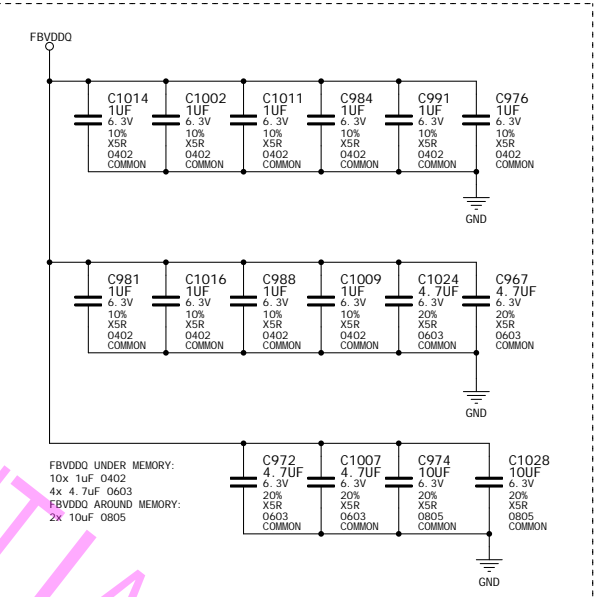 FBVDDQ
C1014
1UF
6.3V
10%
X5R
0402
COMMON
C1002
1UF
6.3V
10%
X5R
0402
COMMON
C1011
1UF
6.3V
10%
X5R
0402
COMMON
C984
1UF
6.3V
10%
X5R
0402
COMMON
C991
1UF
6.3V
10%
X5R
0402
COMMON
C976
1UF
6.3V
10%
X5R
0402
COMMON
GND
C981
1UF
6.3V
10%
X5R
0402
COMMON
C1016
1UF
6.3V
10%
X5R
0402
COMMON
C988
1UF
6.3V
10%
X5R
0402
COMMON
C1009
1UF
6.3V
10%
X5R
0402
COMMON
C1024
4.7UF
6.3V
20%
X5R
0603
COMMON
C967
4.7UF
6.3V
20%
X5R
0603
COMMON
GND
FBVDDQ UNDER MEMORY:
10x 1uF 0402
4x 4.7uF 0603
FBVDDQ AROUND MEMORY:
2x 10uF 0805
C972
4.7UF
6.3V
20%
X5R
0603
COMMON
C1007
4.7UF
6.3V
20%
X5R
0603
COMMON
C974
10UF
6.3V
20%
X5R
0805
COMMON
C1028
10UF
6.3V
20%
X5R
0805
COMMON
GND